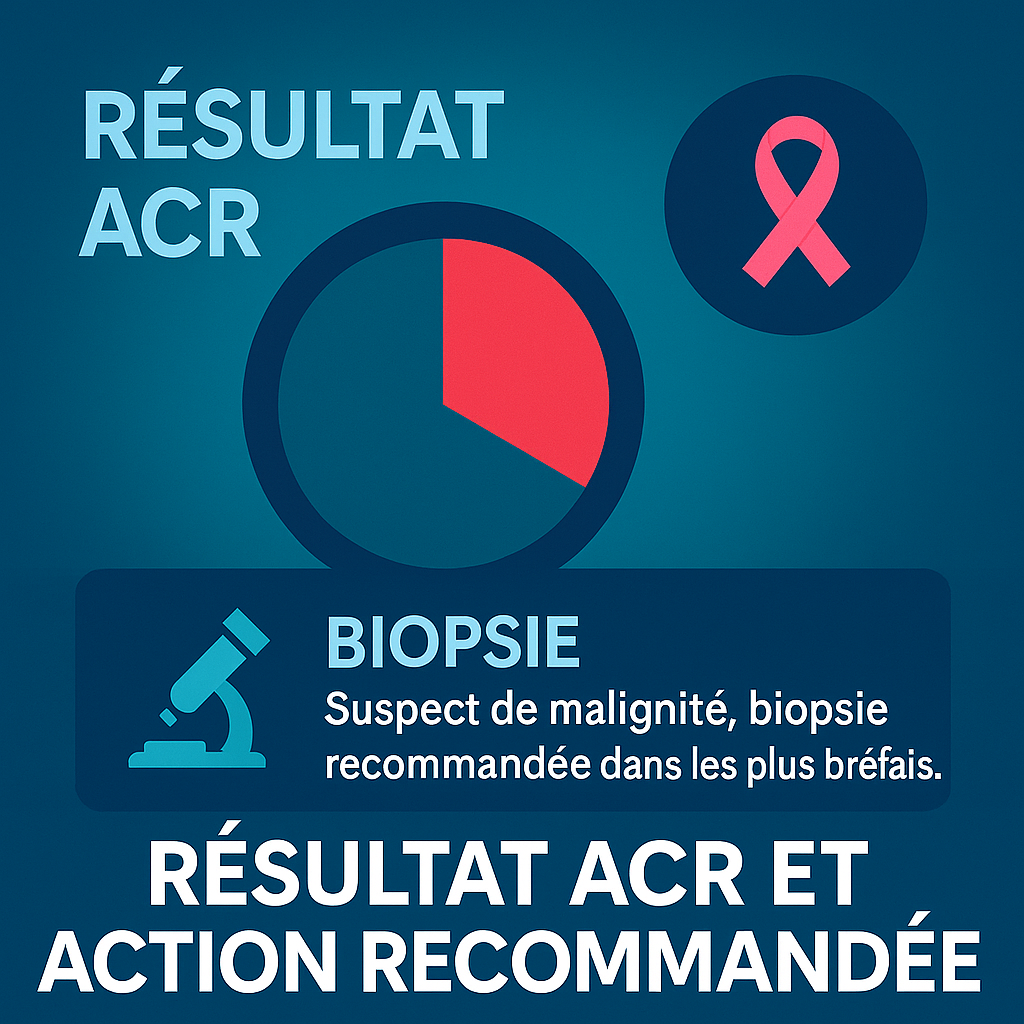 RÉSULTAT
ACR
BIOPSIE
Suspect de malignité, biopsie
recommandée dans les plus bréfais.
RÉSULTAT ACR ET
ACTION RECOMMANDÉE